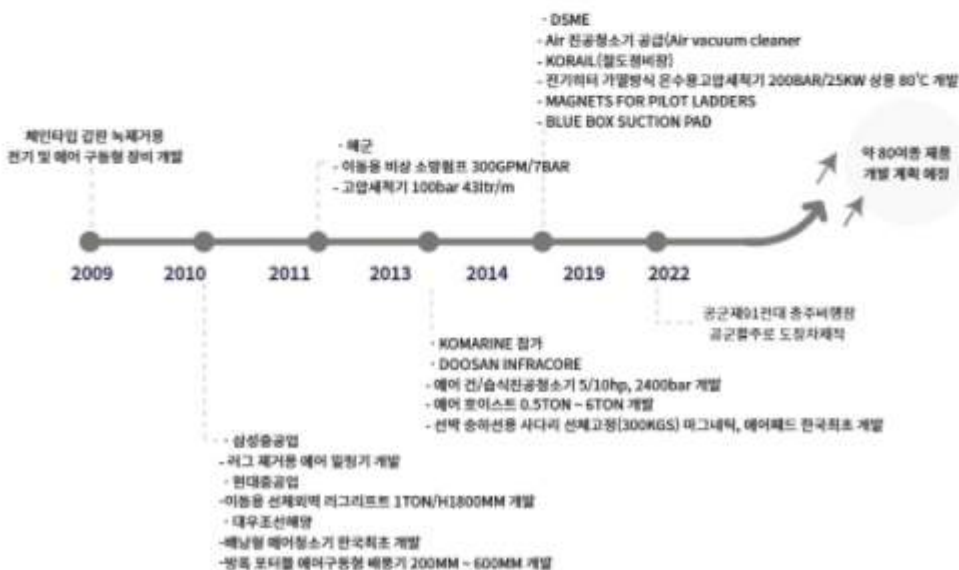 · DSME
- Air 진공청소기 공급(Air vacuum cleaner
- KORAIL(철도정비창)
- 전기히터 가열방식 온수용고압세척기 200BAR/25KW 상용 80'C 개발
- MAGNETS FOR PILOT LADDERS
- BLUE BOX SUCTION PAD
체인타입 갑판 녹제거용
전기 및 에어 구동형 장비 개발
· 해군
- 이동용 비상 소방펌프 300GPM/7BAR
- 고압세척기 100bar 43ltr/m
약 80여종 제품
개발 계획 예정
2009 2010 2011 2013 2014 2019 2022
공군제91전대 충주비행장
공군활주로 도장차제작
· KOMARINE 참가
· DOOSAN INFRACORE
- 에어 건/습식진공청소기 5/10hp, 2400bar 개발
- 에어 호이스트 0.5TON ~ 6TON 개발
- 선박 승하선용 사다리 선체고정(300KGS) 마그네틱, 에어패드 한국최초 개발
· 삼성중공업
- 러그 제거용 에어 밀링기 개발
· 현대중공업
-이동용 선체외벽 러그리프트 1TON/H1800MM 개발
· 대우조선해양
-배낭형 에어청소기 한국최초 개발
-방폭 포터블 에어구동형 배풍기 200MM ~ 600MM 개발